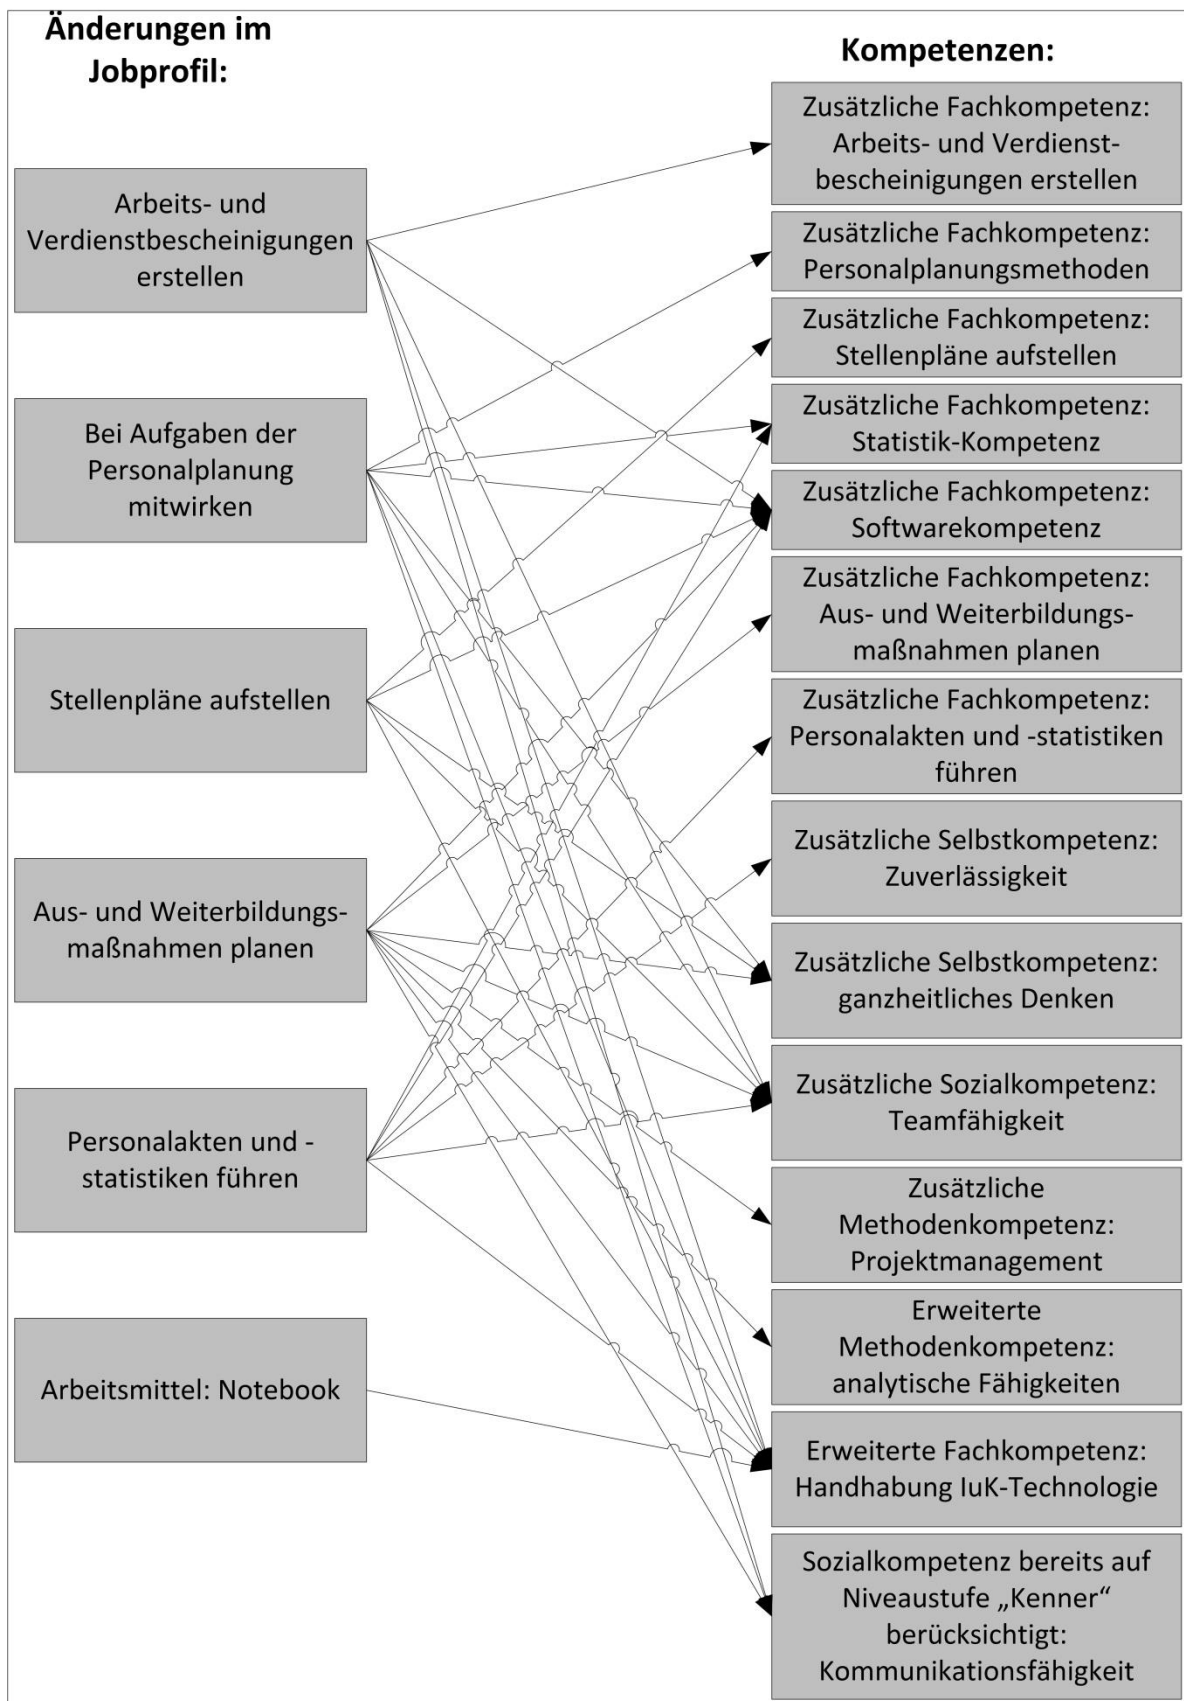 Änderungen im
Jobprofil:
Arbeits- und
Verdienstbescheinigungen
erstellen
Bei Aufgaben der
Personalplanung
mitwirken
Stellenpläne aufstellen
Aus- und Weiterbildungs-
maßnahmen planen
Personalakten und -
statistiken führen
Arbeitsmittel: Notebook
Kompetenzen:
Zusätzliche Fachkompetenz:
Arbeits- und Verdienst-
bescheinigungen erstellen
Zusätzliche Fachkompetenz:
Personalplanungsmethoden
Zusätzliche Fachkompetenz:
Stellenpläne aufstellen
Zusätzliche Fachkompetenz:
Statistik-Kompetenz
Zusätzliche Fachkompetenz:
Softwarekompetenz
Zusätzliche Fachkompetenz:
Aus- und Weiterbildungs-
maßnahmen planen
Zusätzliche Fachkompetenz:
Personalakten und -statistiken
führen
Zusätzliche Selbstkompetenz:
Zuverlässigkeit
Zusätzliche Selbstkompetenz:
ganzheitliches Denken
Zusätzliche Sozialkompetenz:
Teamfähigkeit
Zusätzliche
Methodenkompetenz:
Projektmanagement
Erweiterte
Methodenkompetenz:
analytische Fähigkeiten
Erweiterte Fachkompetenz:
Handhabung IuK-Technologie
Sozialkompetenz bereits auf
Niveaustufe „Kenner“
berücksichtigt:
Kommunikationsfähigkeit